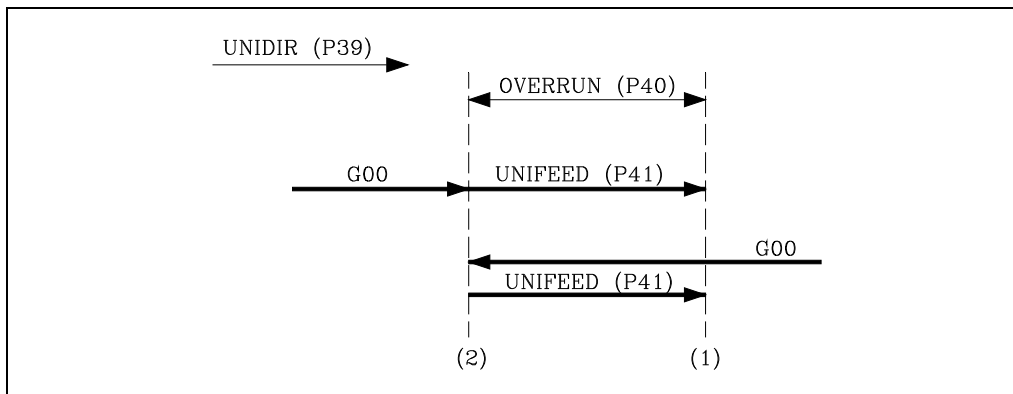 UNIDIR (P39)
OVERRUN (P40)
G00 UNIFEED (P41)
G00
UNIFEED (P41)
(2) (1)